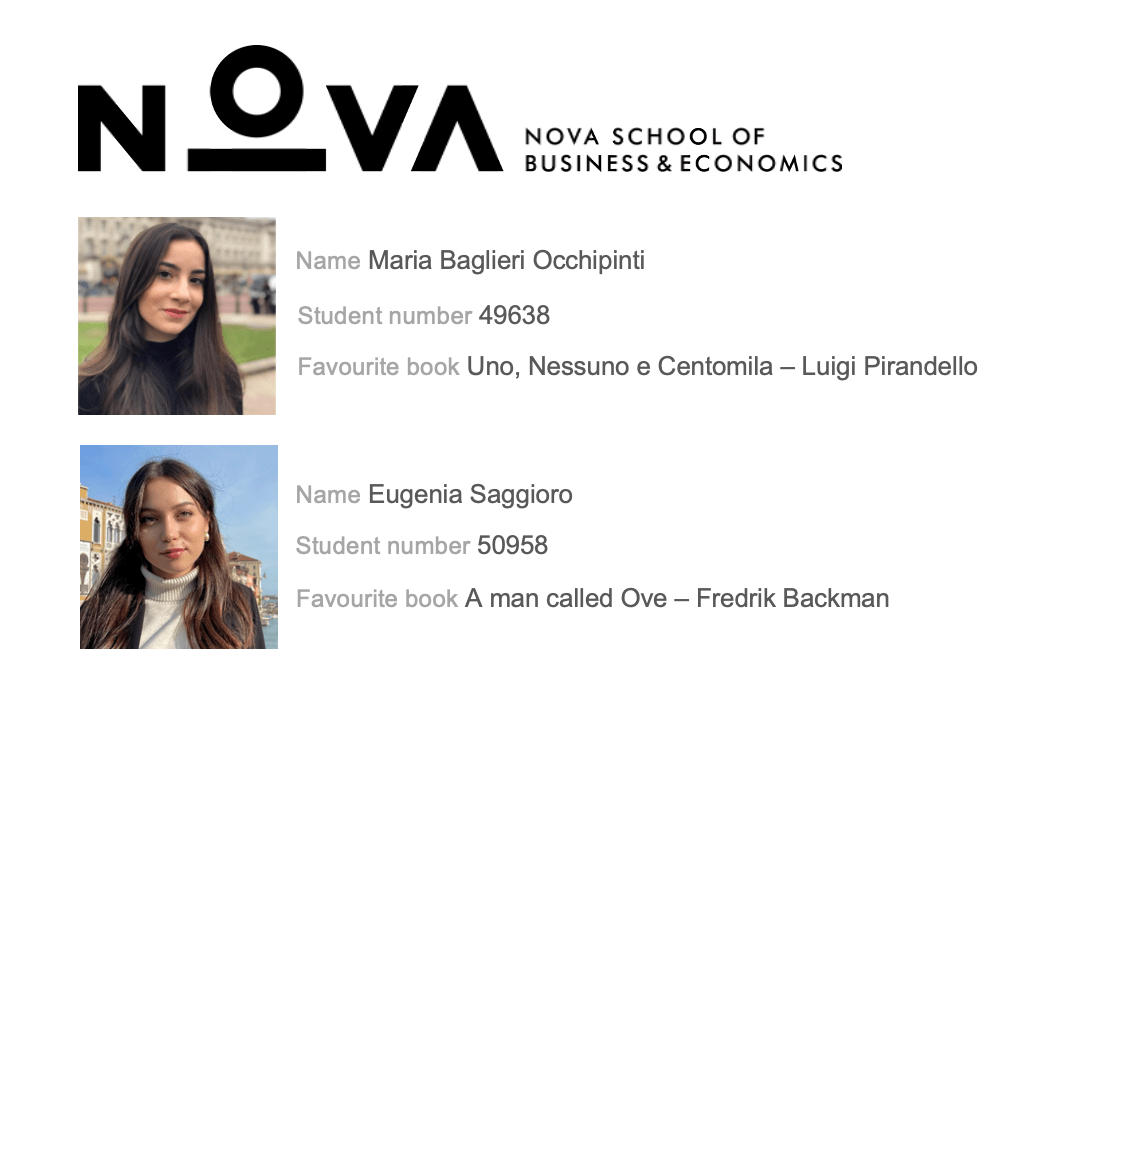 NOVA NOVA SCHOOL OF
BUSINESS & ECONOMICS
Name Maria Baglieri Occhipinti
Student number 49638
Favourite book Uno, Nessuno e Centomila – Luigi Pirandello
Name Eugenia Saggioro
Student number 50958
Favourite book A man called Ove – Fredrik Backman